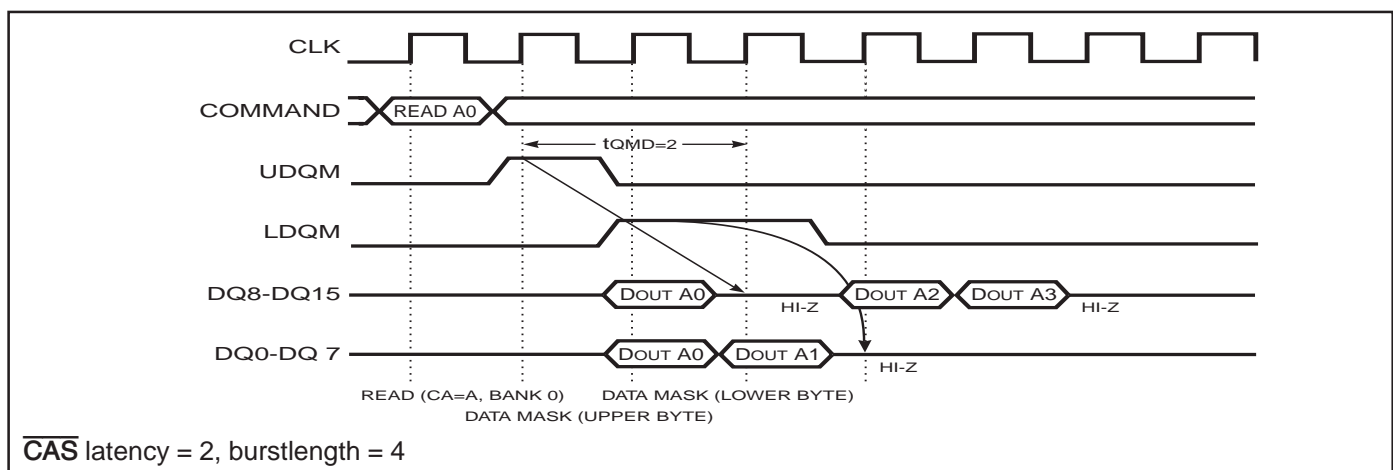 CLK
COMMAND
READ A0
tQMD=2
UDQM
LDQM
DQ8-DQ15
DOUT A0
HI-Z
DOUT A2
DOUT A3
HI-Z
DQ0-DQ 7
DOUT A0
DOUT A1
HI-Z
READ (CA=A, BANK 0)
DATA MASK (LOWER BYTE)
DATA MASK (UPPER BYTE)
CAS latency = 2, burstlength = 4